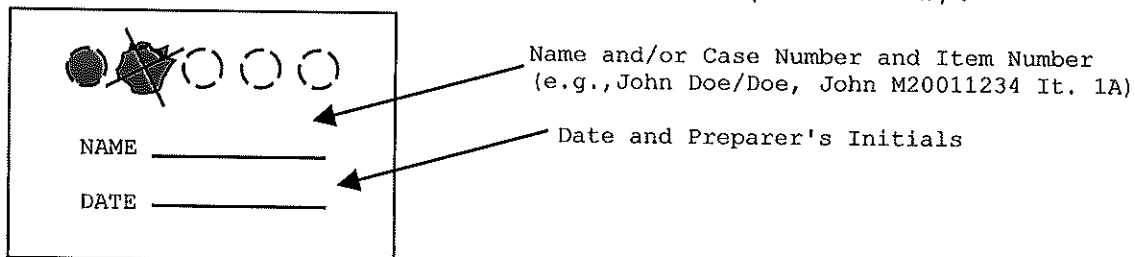 Name and/or Case Number and Item Number
(e.g.,John Doe/Doe, John M20011234 It. 1A)
NAME
Date and Preparer's Initials
DATE